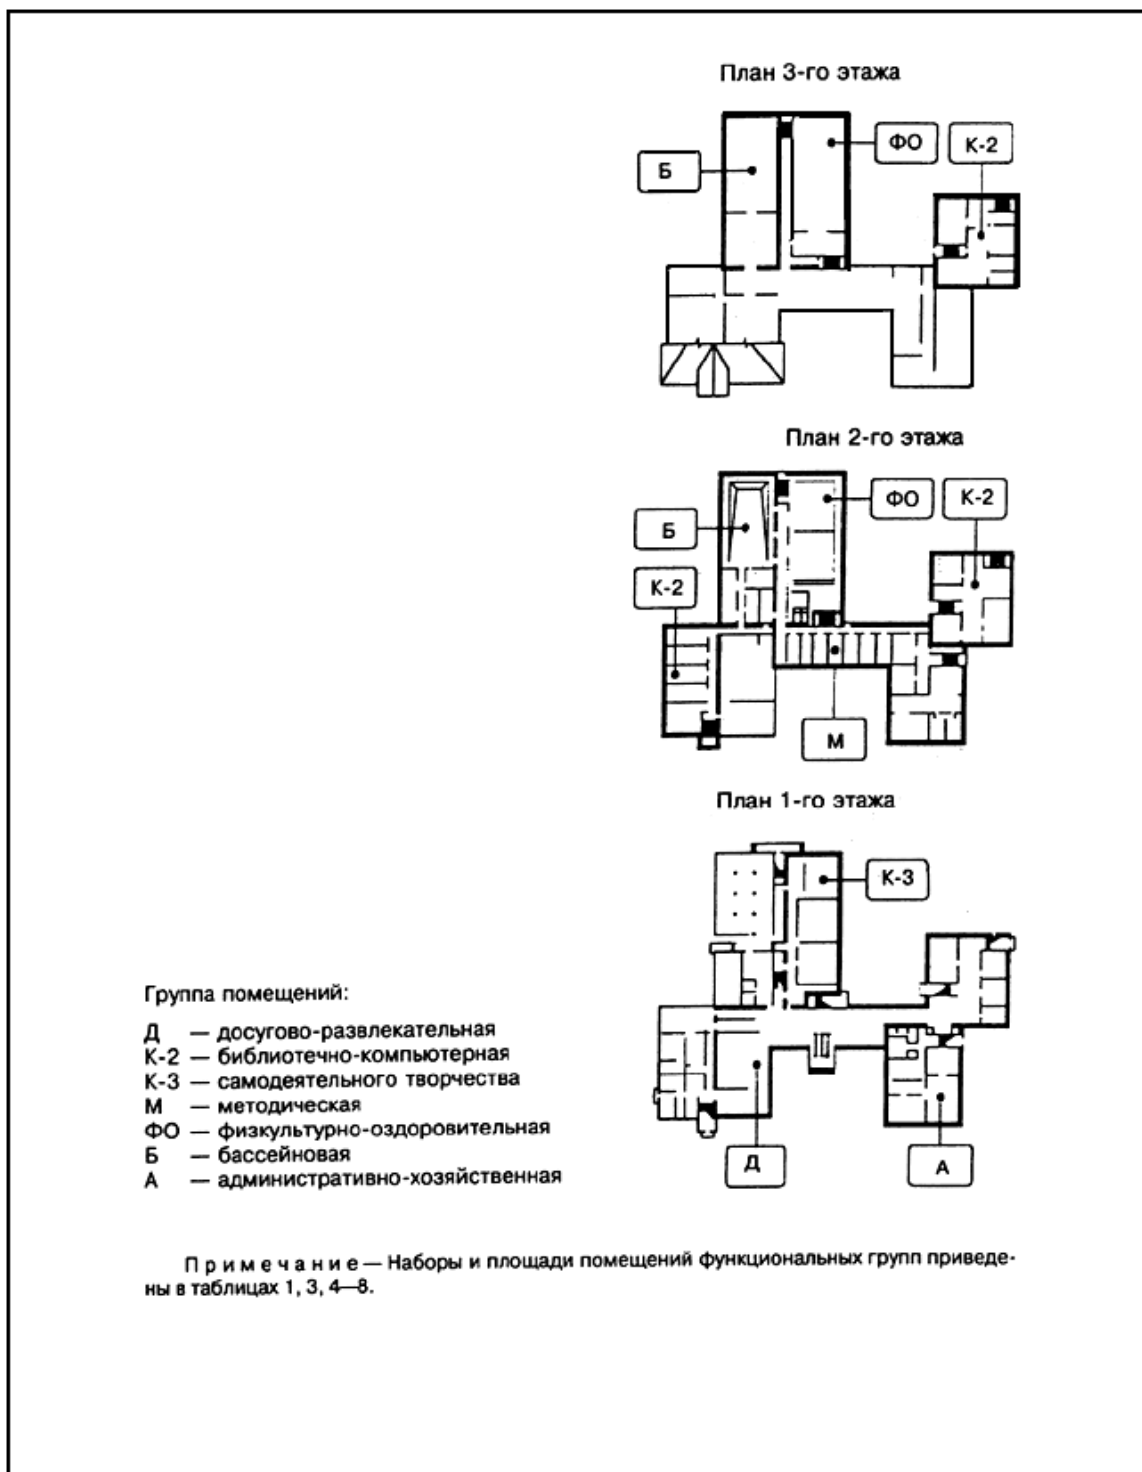 План 3-го этажа
ФО
К-2
Б
План 2-го этажа
ФО
К-2
Б
К-2
М
План 1-го этажа
К-3
Группа помещений:
Д — досугово-развлекательная
К-2 — библиотечно-компьютерная
К-3 — самодеятельного творчества
М — методическая
ФО — физкультурно-оздоровительная
Б — бассейновая
А — административно-хозяйственная
Д
А
Примечание — Наборы и площади помещений функциональных групп приведе-
ны в таблицах 1, 3, 4—8.